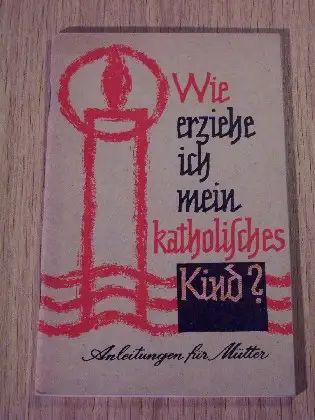 Wie
erziehe
ich
mein
katholisches
Kind?
Anleitungen für Mütter